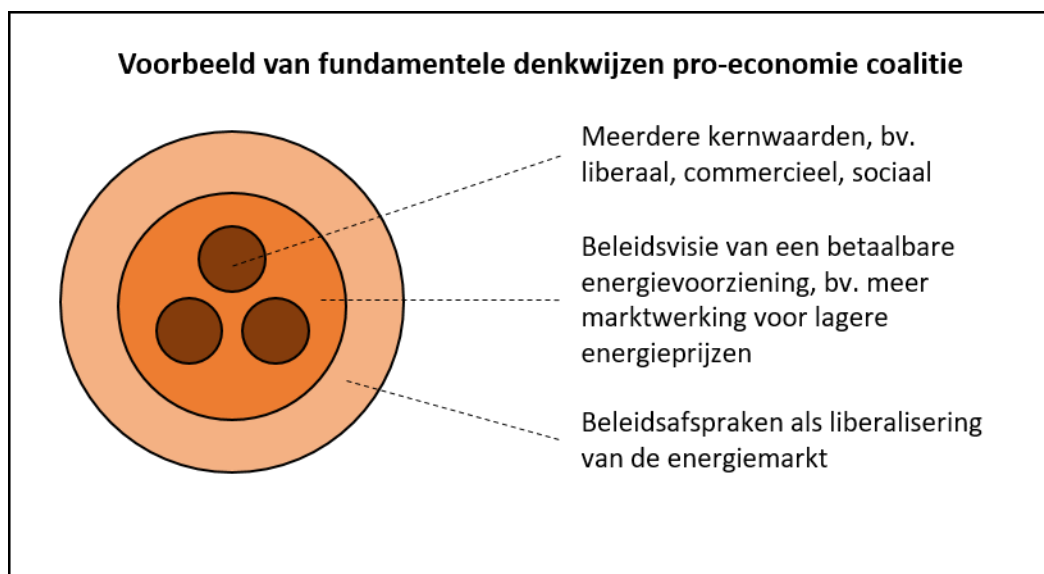 Voorbeeld van fundamentele denkwijzen pro-economie coalitie
Meerdere kernwaarden, bv.
liberaal, commercieel, sociaal
Beleidsvisie van een betaalbare
energievoorziening, bv. meer
marktwerking voor lagere
energieprijzen
Beleidsafspraken als liberalisering
van de energiemarkt